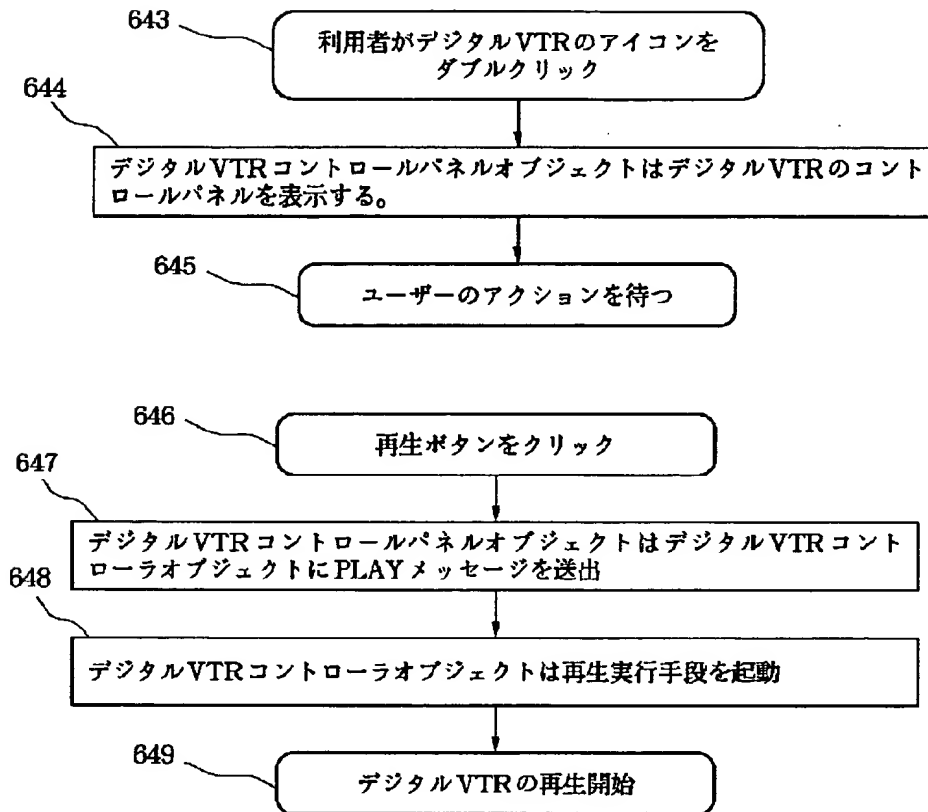 643
利用者がデジタルVTRのアイコンを
ダブルクリック
644
デジタルVTRコントロールパネルオブジェクトはデジタルVTRのコント
ロールパネルを表示する。
645
ユーザーのアクションを待つ
646
再生ボタンをクリック
647
デジタルVTRコントロールパネルオブジェクトはデジタルVTRコント
ローラオブジェクトにPLAYメッセージを送出
648
デジタルVTRコントローラオブジェクトは再生実行手段を起動
649
デジタルVTRの再生開始